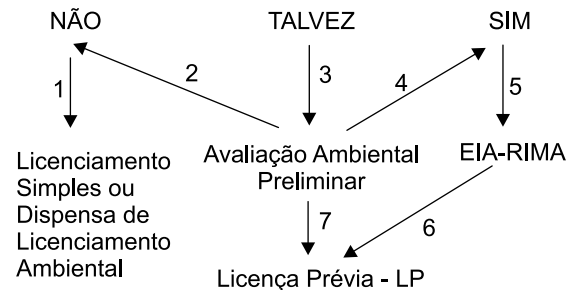 NÃO
TALVEZ
SIM
1
2
3
4
5
Licenciamento
Simples ou
Dispensa de
Licenciamento
Ambiental
Avaliação Ambiental
Preliminar
EIA-RIMA
7
6
Licença Prévia - LP